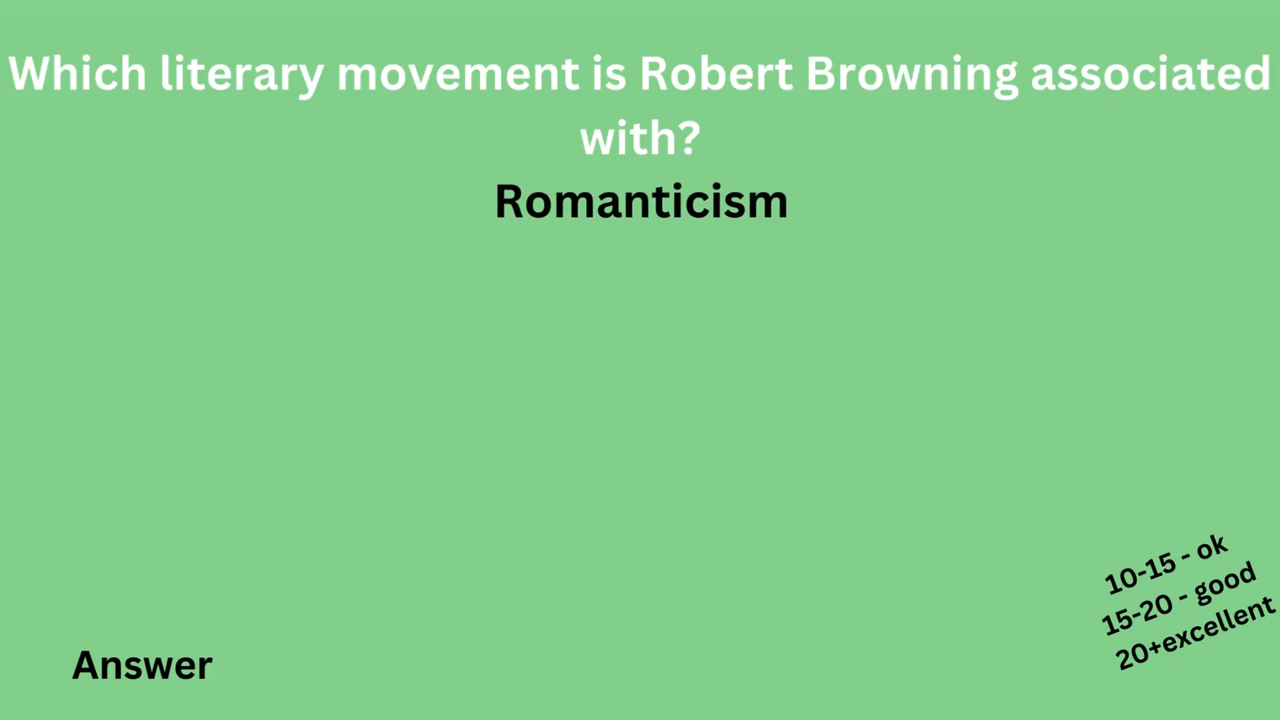 Which literary movement is Robert Browning associated
with?
Romanticism
10-15 - ok
15-20 - good
20+excellent
Answer